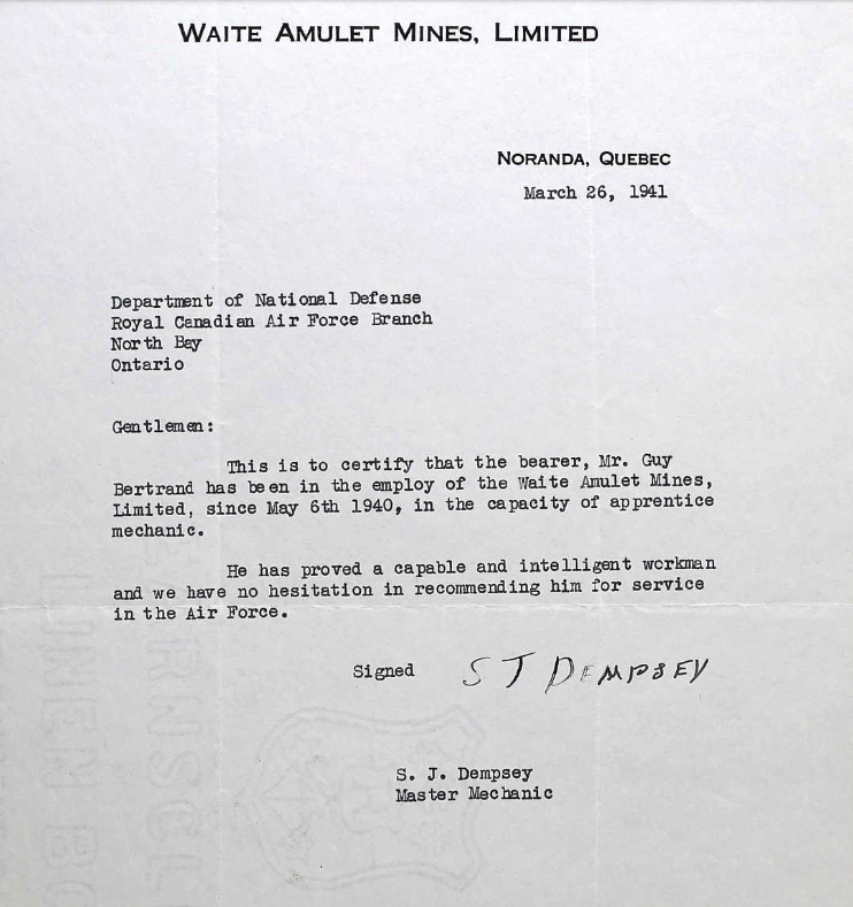 WAITE AMULET MINES, LIMITED
NORANDA, QUEBEC
March 26, 1941
Department of National Defense
Royal Canadian Air Force Branch
North Bay
Ontario
Gentlemen:
This is to certify that the bearer, Mr. Guy
Bertrand has been in the employ of the Waite Amulet Mines,
Limited, since May 6th 1940, in the capacity of apprentice
mechanic.
He has proved a capable and intelligent workman
and we have no hesitation in recommending him for service
in the Air Force.
Signed S J DEMPSEY
S. J. Dempsey
Master Mechanic